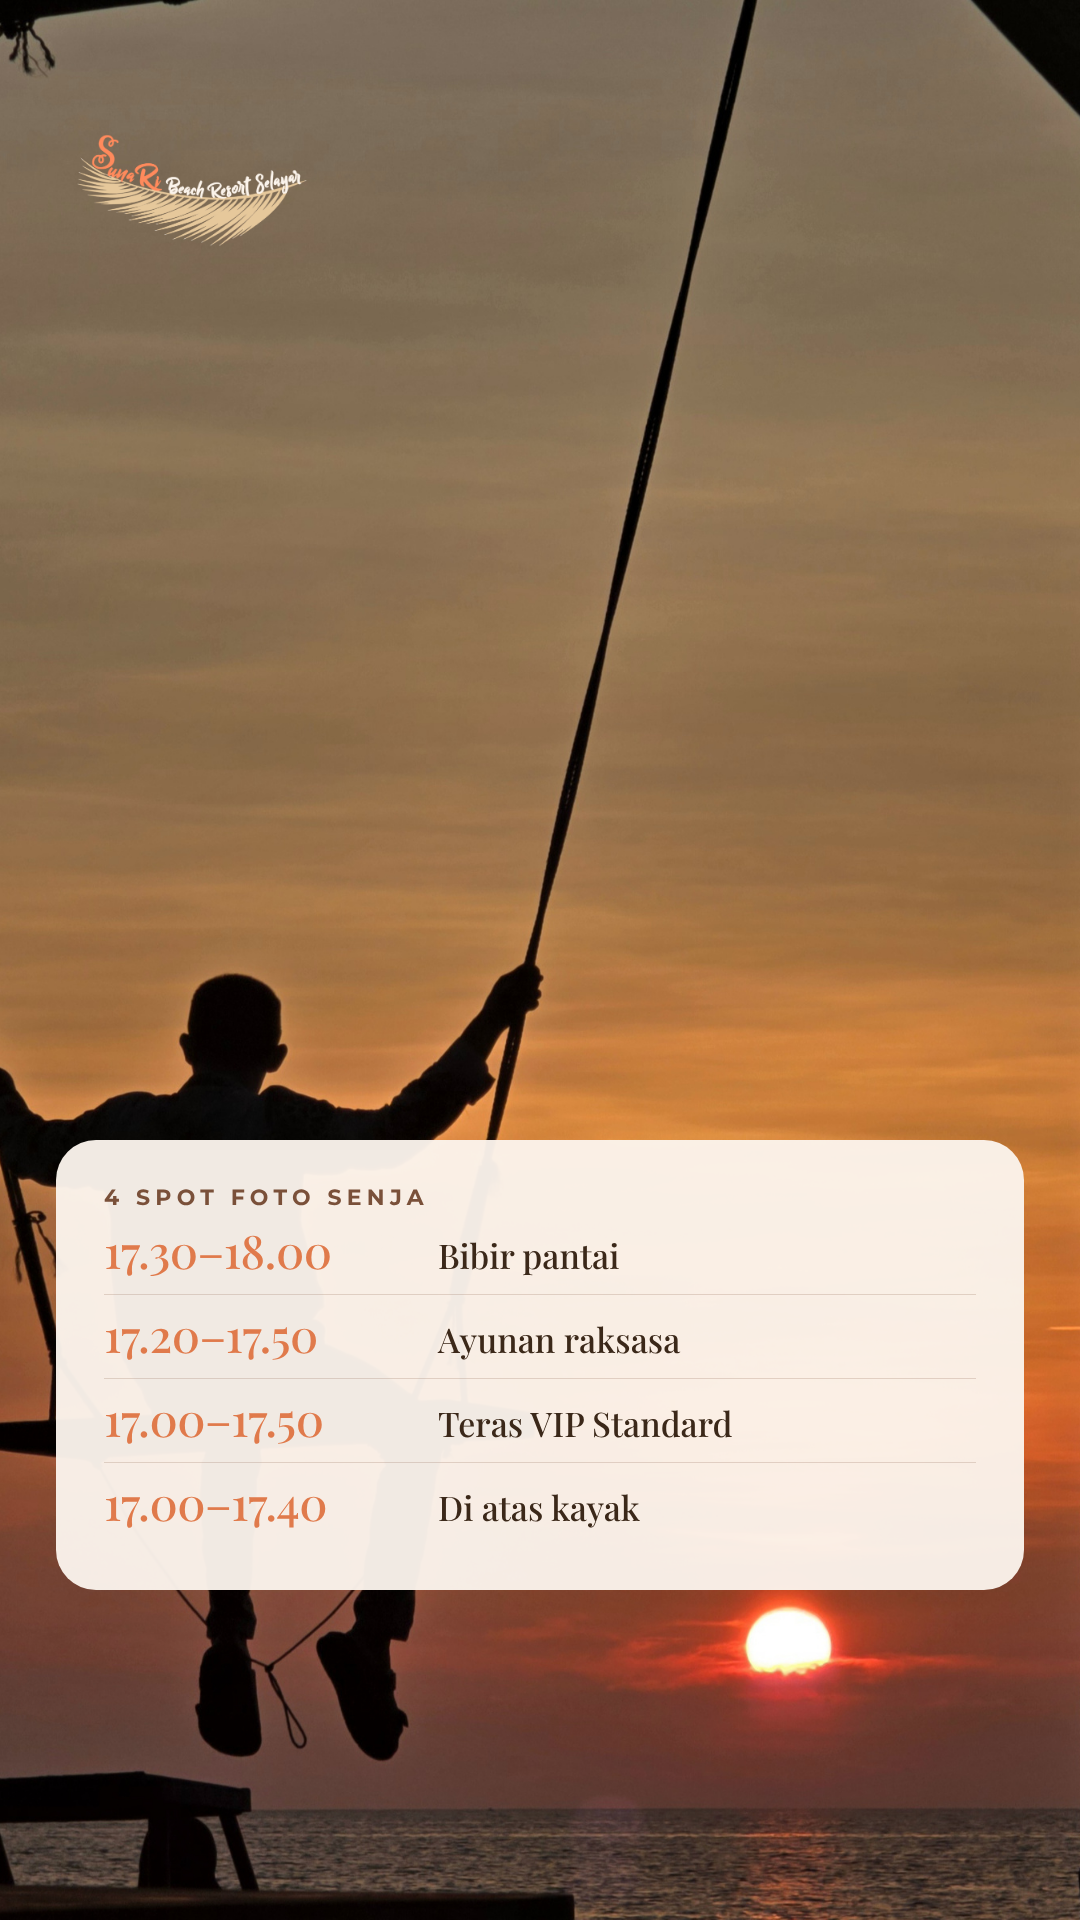 SunaRi Beach Resort Selayar
4 SPOT FOTO SENJA
17.30–18.00 Bibir pantai
17.20–17.50 Ayunan raksasa
17.00–17.50 Teras VIP Standard
17.00–17.40 Di atas kayak